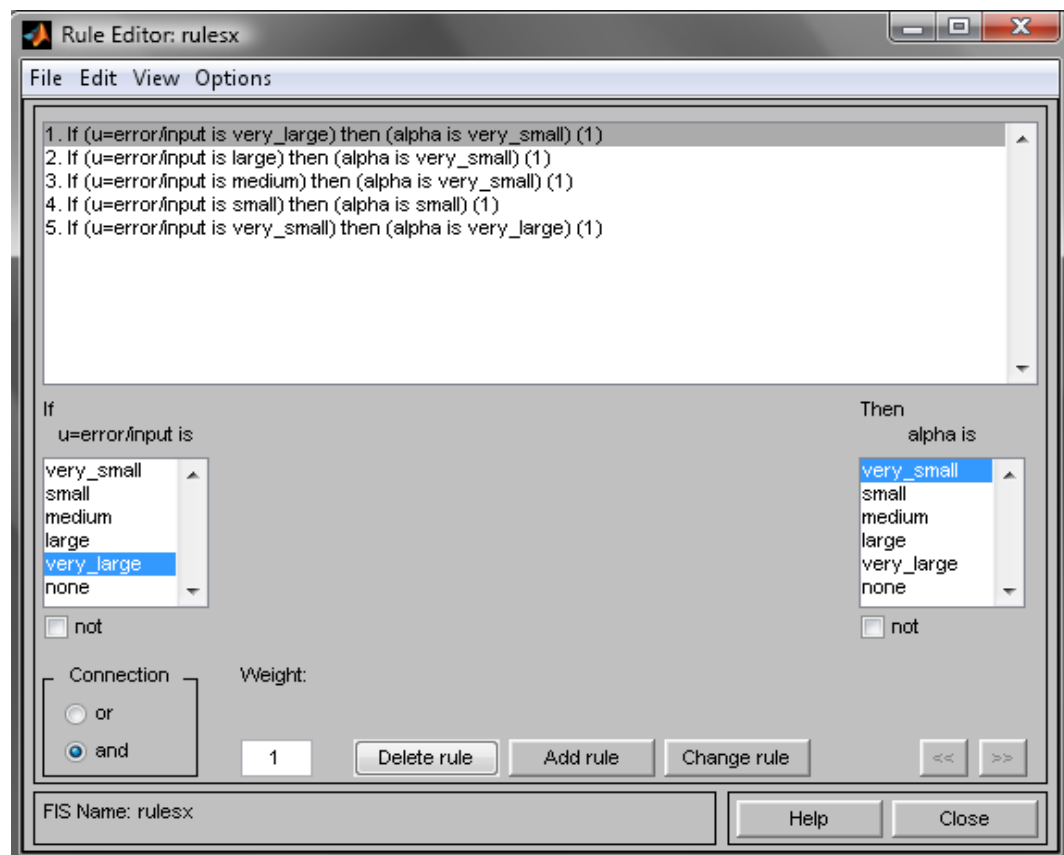 Rule Editor: rulesx
File Edit View Options
1. If (u=error/input is very_large) then (alpha is very_small) (1)
2. If (u=error/input is large) then (alpha is very_small) (1)
3. If (u=error/input is medium) then (alpha is very_small) (1)
4. If (u=error/input is small) then (alpha is small) (1)
5. If (u=error/input is very_small) then (alpha is very_large) (1)
If
u=error/input is
very_small
small
medium
large
very_large
none
not
Then
alpha is
very_small
small
medium
large
very_large
none
not
Connection
or
and
Weight:
1
Delete rule
Add rule
Change rule
<<
>>
FIS Name: rulesx
Help
Close